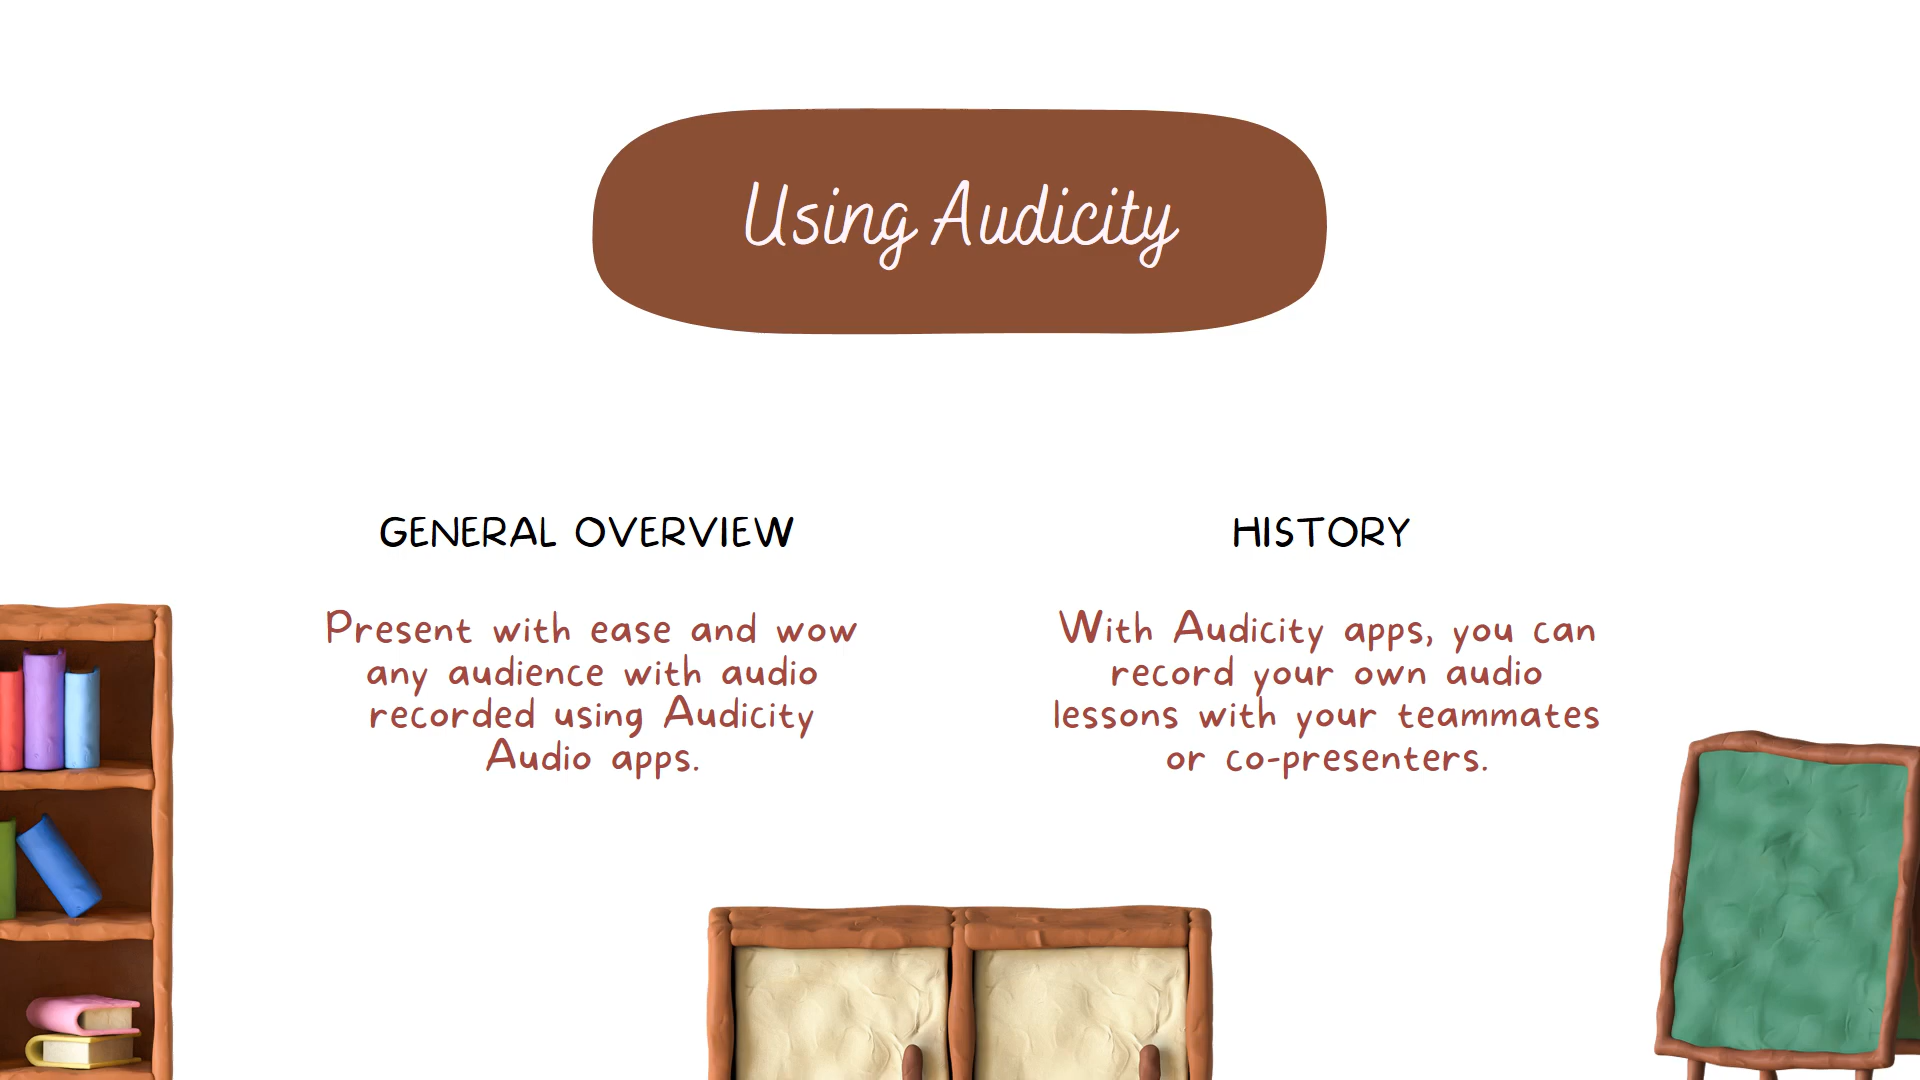 Using Audicity
GENERAL OVERVIEW
Present with ease and wow
any audience with audio
recorded using Audicity
Audio apps.
HISTORY
With Audicity apps, you can
record your own audio
lessons with your teammates
or co-presenters.